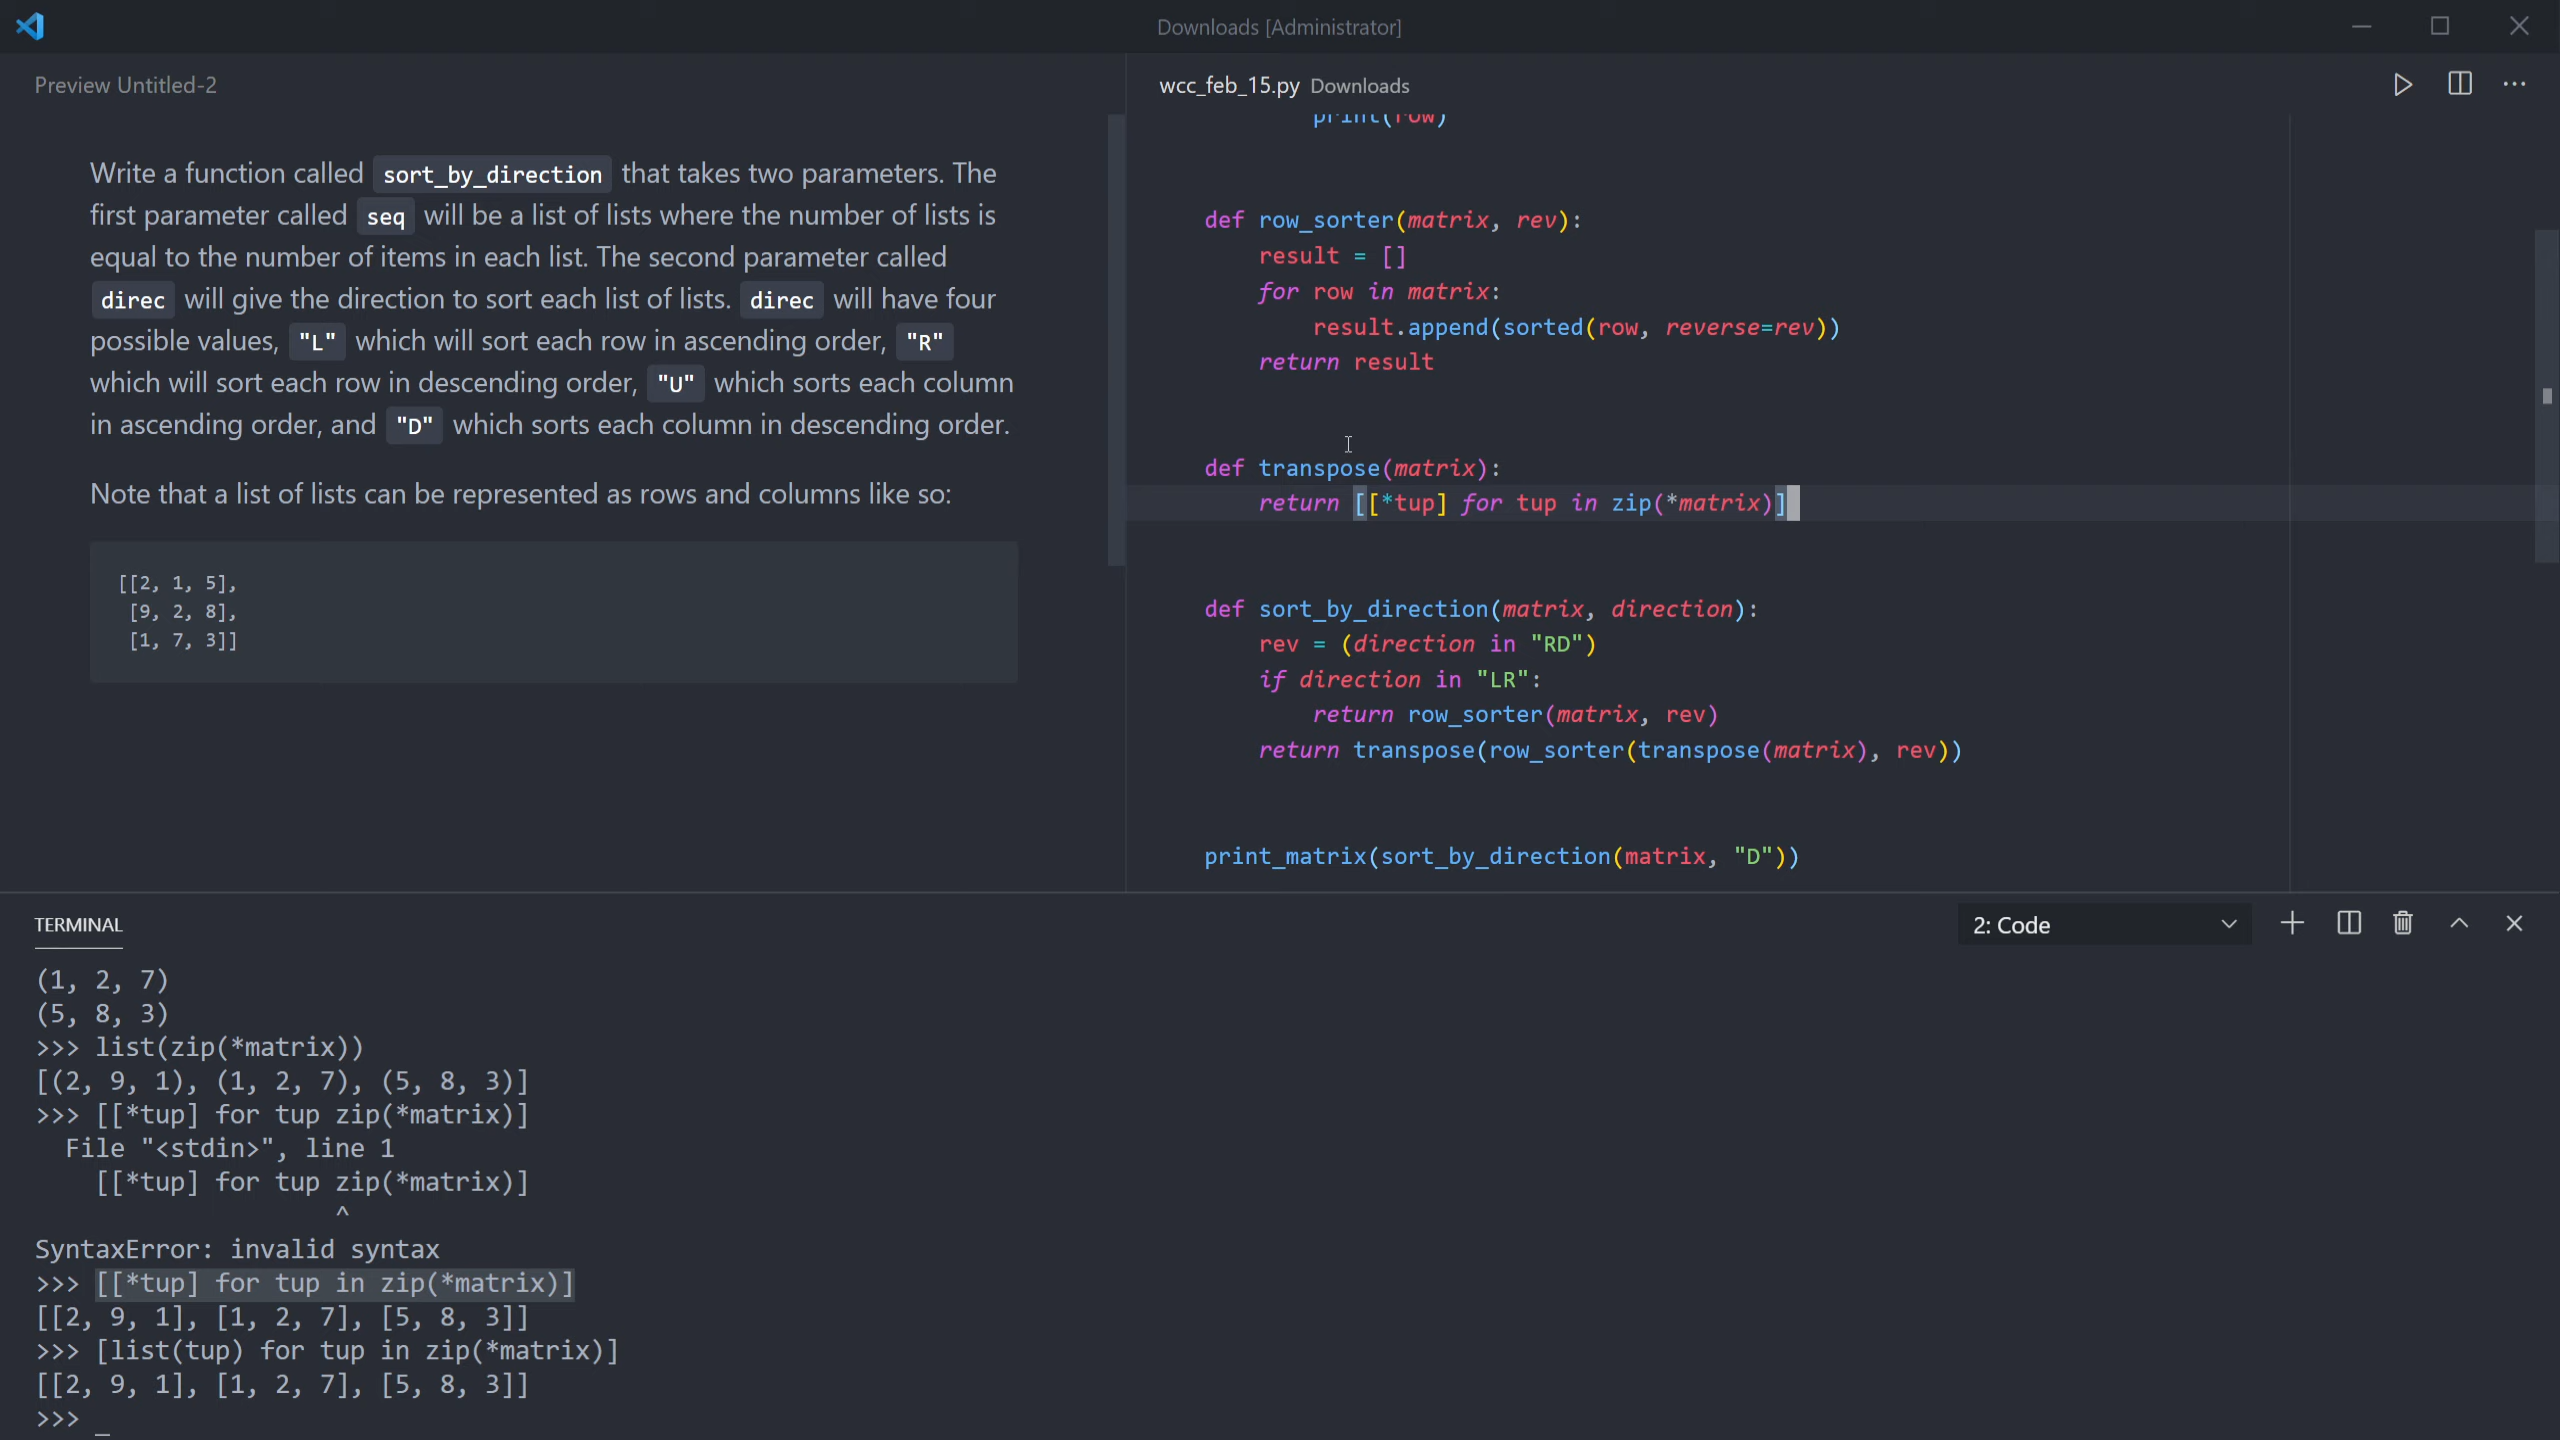 Downloads [Administrator]
Preview Untitled-2
Write a function called sort_by_direction that takes two parameters. The
first parameter called seq will be a list of lists where the number of lists is
equal to the number of items in each list. The second parameter called
direc will give the direction to sort each list of lists. direc will have four
possible values, "L" which will sort each row in ascending order, "R"
which will sort each row in descending order, "U" which sorts each column
in ascending order, and "D" which sorts each column in descending order.
Note that a list of lists can be represented as rows and columns like so:
[[2, 1, 5],
[9, 2, 8],
[1, 7, 3]]
wcc_feb_15.py Downloads
print(row)
def row_sorter(matrix, rev):
result = []
for row in matrix:
result.append(sorted(row, reverse=rev))
return result
def transpose(matrix):
return [[*tup] for tup in zip(*matrix)]
def sort_by_direction(matrix, direction):
rev = (direction in "RD")
if direction in "LR":
return row_sorter(matrix, rev)
return transpose(row_sorter(transpose(matrix), rev))
print_matrix(sort_by_direction(matrix, "D"))
TERMINAL
2: Code
(1, 2, 7)
(5, 8, 3)
>>> list(zip(*matrix))
[(2, 9, 1), (1, 2, 7), (5, 8, 3)]
>>> [[*tup] for tup zip(*matrix)]
File "<stdin>", line 1
[[*tup] for tup zip(*matrix)]
^
SyntaxError: invalid syntax
>>> [[*tup] for tup in zip(*matrix)]
[[2, 9, 1], [1, 2, 7], [5, 8, 3]]
>>> [list(tup) for tup in zip(*matrix)]
[[2, 9, 1], [1, 2, 7], [5, 8, 3]]
>>> _